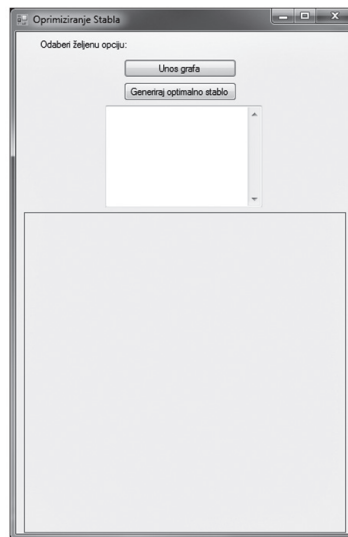 Oprimiziranje Stabla
Odaberi željenu opciju:
Unos grafa
Generiraj optimalno stablo